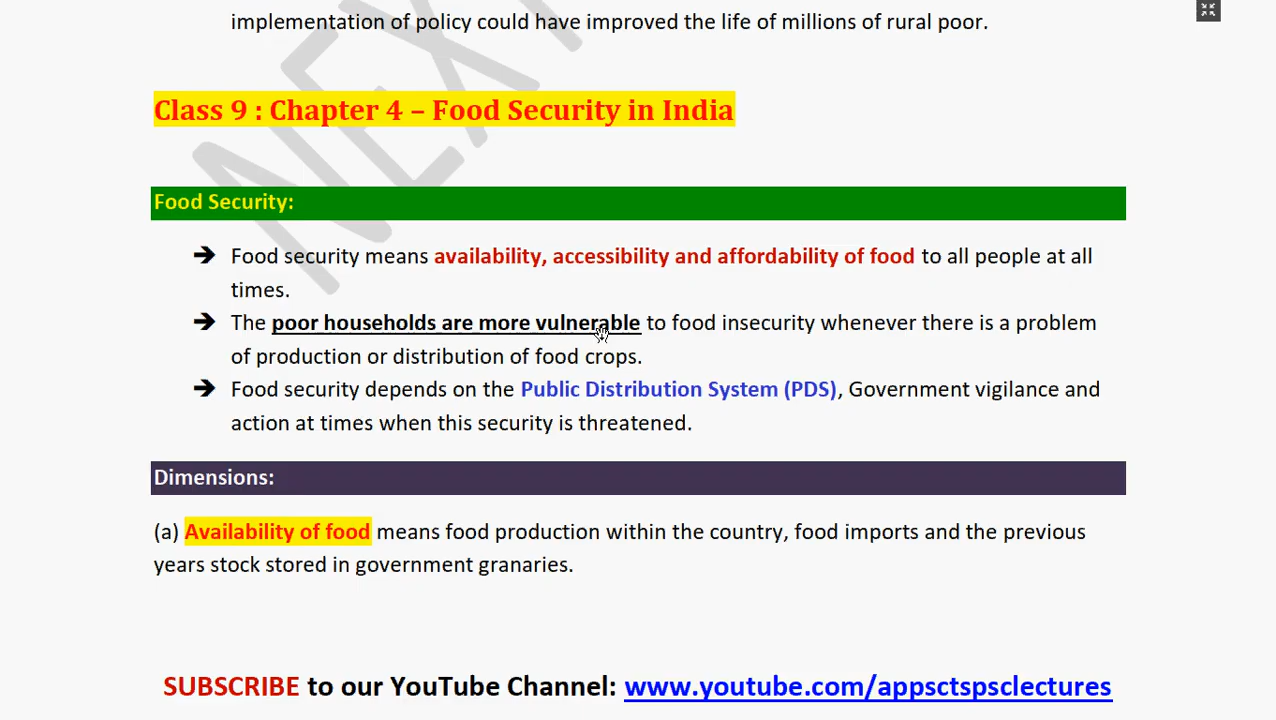 implementation of policy could have improved the life of millions of rural poor.
Class 9 : Chapter 4 – Food Security in India
Food Security:
➔ Food security means availability, accessibility and affordability of food to all people at all
times.
➔ The poor households are more vulnerable to food insecurity whenever there is a problem
of production or distribution of food crops.
➔ Food security depends on the Public Distribution System (PDS), Government vigilance and
action at times when this security is threatened.
Dimensions:
(a) Availability of food means food production within the country, food imports and the previous
years stock stored in government granaries.
SUBSCRIBE to our YouTube Channel: www.youtube.com/appsctspsclectures
NEXT